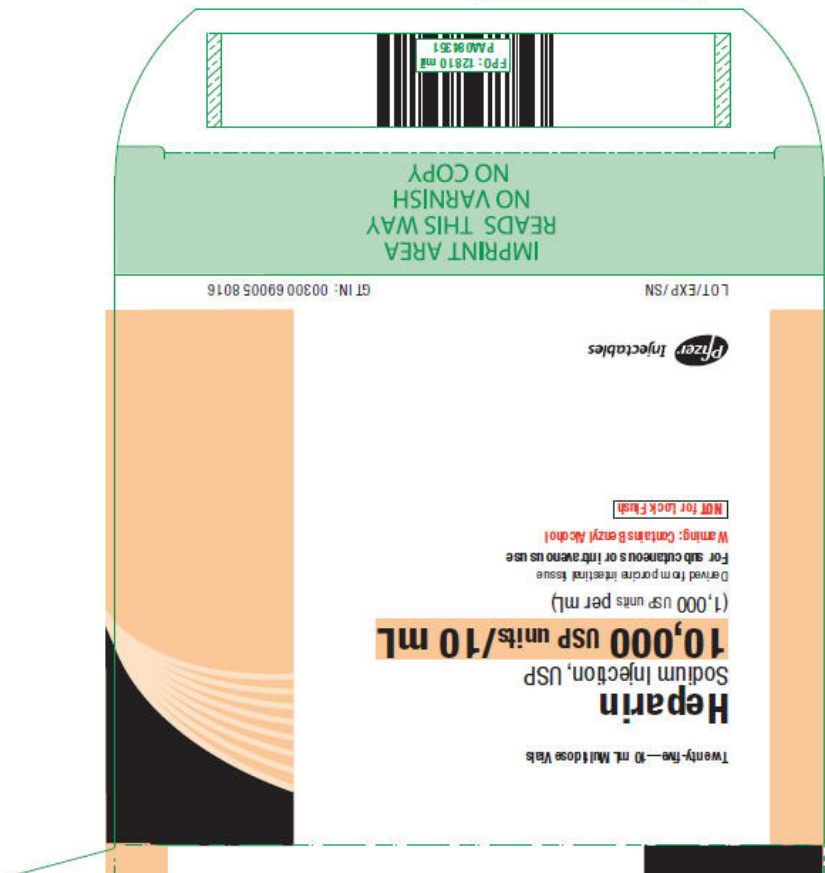 Twenty-five—10 mL Multidose Vials
Heparin
Sodium Injection, USP
10,000 USP units/10 mL
(1,000 USP units per mL)
Derived from porcine intestinal tissue
For subcutaneous or intravenous use
Warning: Contains Benzyl Alcohol
NOT for Lock Flush
Pfizer Injectables
LOT/EXP/SN GTIN: 00300 69005 8016
IMPRINT AREA
READS THIS WAY
NO VARNISH
NO COPY
FPO: 12810 mil
PAA084351